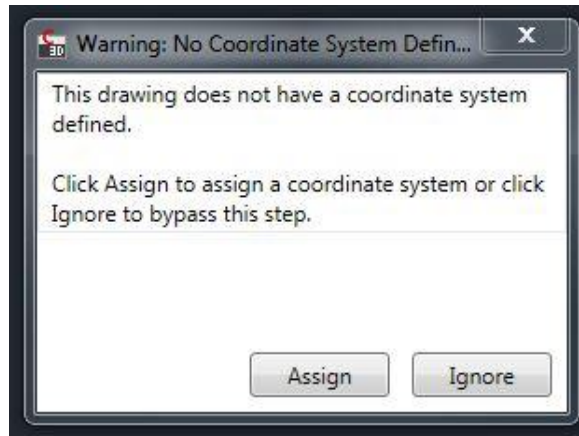 Warning: No Coordinate System Defin...
This drawing does not have a coordinate system
defined.
Click Assign to assign a coordinate system or click
Ignore to bypass this step.
Assign Ignore